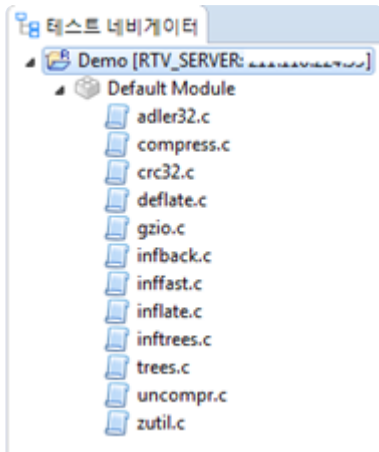 테스트 네비게이터
Demo [RTV_SERVER:
Default Module
adler32.c
compress.c
crc32.c
deflate.c
gzio.c
infback.c
inffast.c
inflate.c
inftrees.c
trees.c
uncompr.c
zutil.c